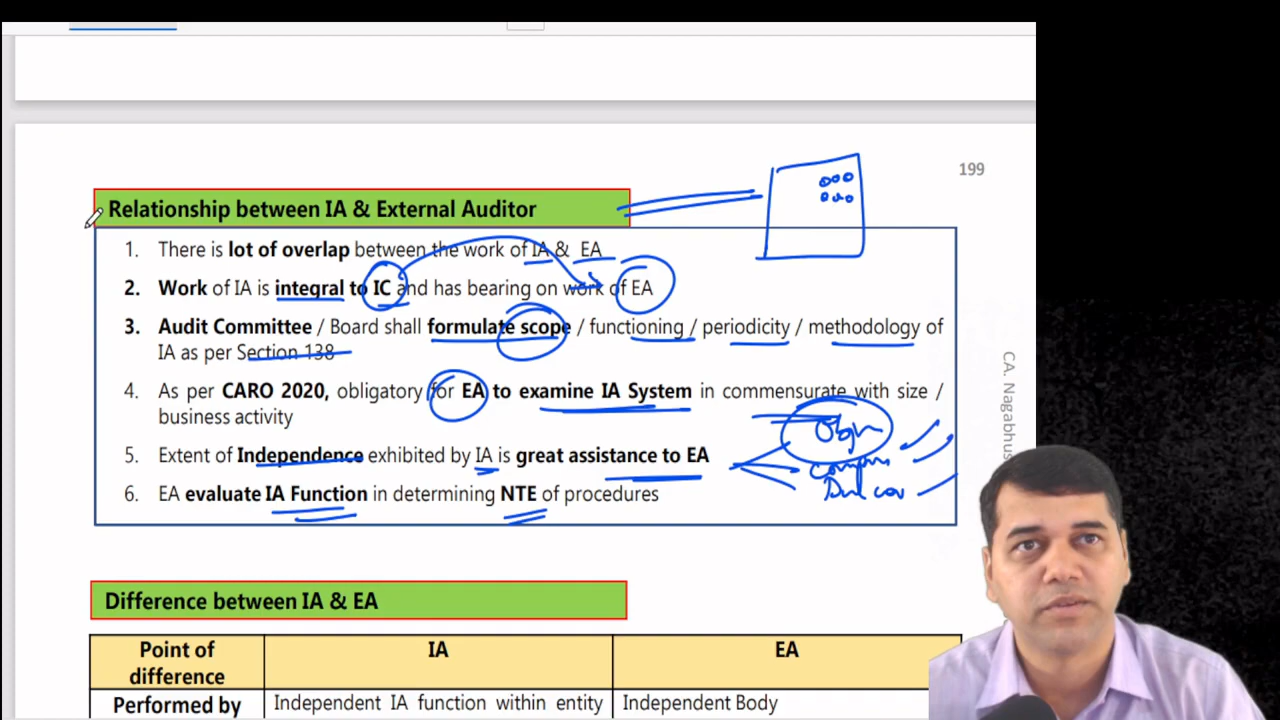 199
Relationship between IA & External Auditor
1. There is lot of overlap between the work of IA & EA
2. Work of IA is integral to IC and has bearing on work of EA
3. Audit Committee / Board shall formulate scope / functioning / periodicity / methodology of
IA as per Section 138
4. As per CARO 2020, obligatory for EA to examine IA System in commensurate with size /
business activity
5. Extent of Independence exhibited by IA is great assistance to EA
6. EA evaluate IA Function in determining NTE of procedures
CA. Nagabhus
Difference between IA & EA
Point of
difference
IA
EA
Performed by
Independent IA function within entity
Independent Body